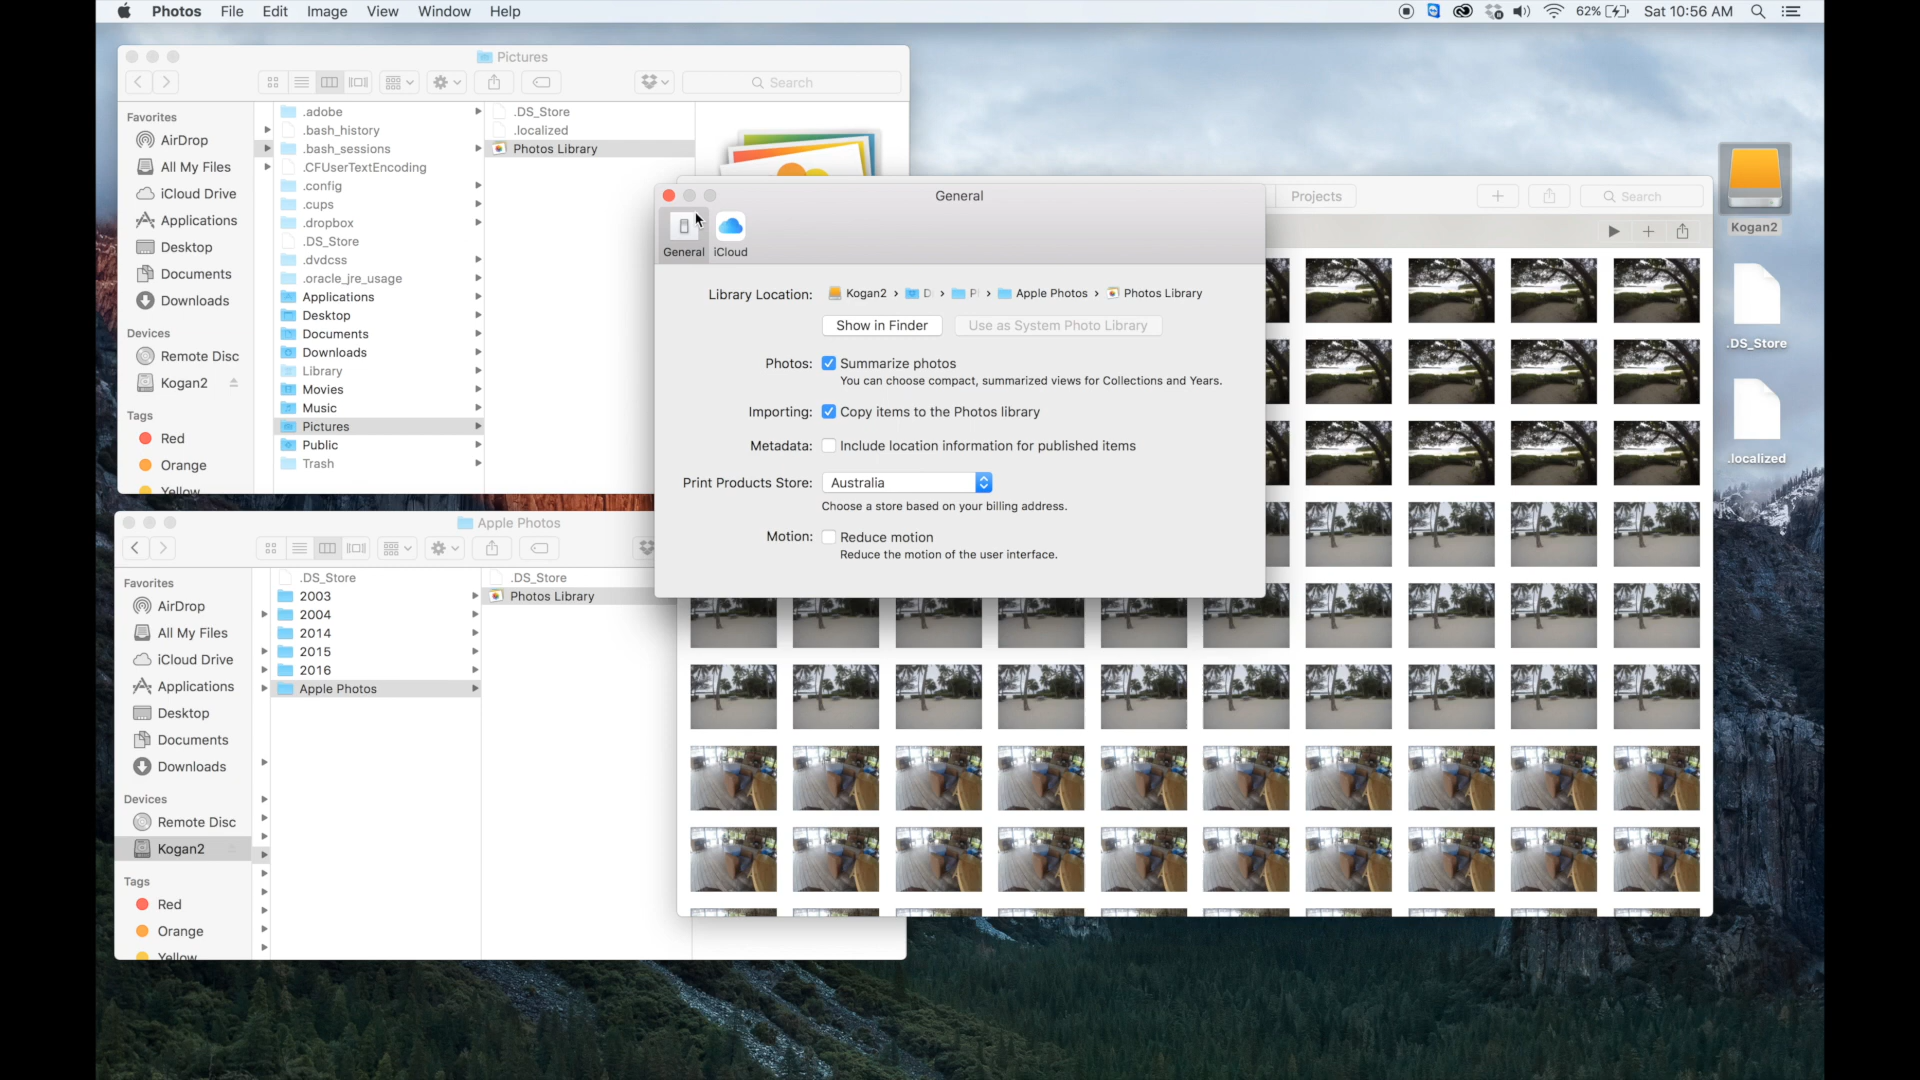 Photos File Edit Image View Window Help
62% Sat 10:56 AM
Pictures
Search
Favorites
AirDrop
All My Files
iCloud Drive
Applications
Desktop
Documents
Downloads
Devices
Remote Disc
Kogan2
Tags
Red
Orange
Yellow
.adobe
.bash_history
.bash_sessions
.CFUserTextEncoding
.config
.cups
.dropbox
.DS_Store
.dvdcss
.oracle_jre_usage
Applications
Desktop
Documents
Downloads
Library
Movies
Music
Pictures
Public
Trash
.DS_Store
.localized
Photos Library
Apple Photos
Favorites
AirDrop
All My Files
iCloud Drive
Applications
Desktop
Documents
Downloads
Devices
Remote Disc
Kogan2
Tags
Red
Orange
Yellow
.DS_Store
2003
2004
2014
2015
2016
Apple Photos
.DS_Store
Photos Library
Projects
Search
General
General iCloud
Library Location: Kogan2 › D › P › Apple Photos › Photos Library
Show in Finder Use as System Photo Library
Photos: Summarize photos
You can choose compact, summarized views for Collections and Years.
Importing: Copy items to the Photos library
Metadata: Include location information for published items
Print Products Store: Australia
Choose a store based on your billing address.
Motion: Reduce motion
Reduce the motion of the user interface.
Kogan2
.DS_Store
.localized